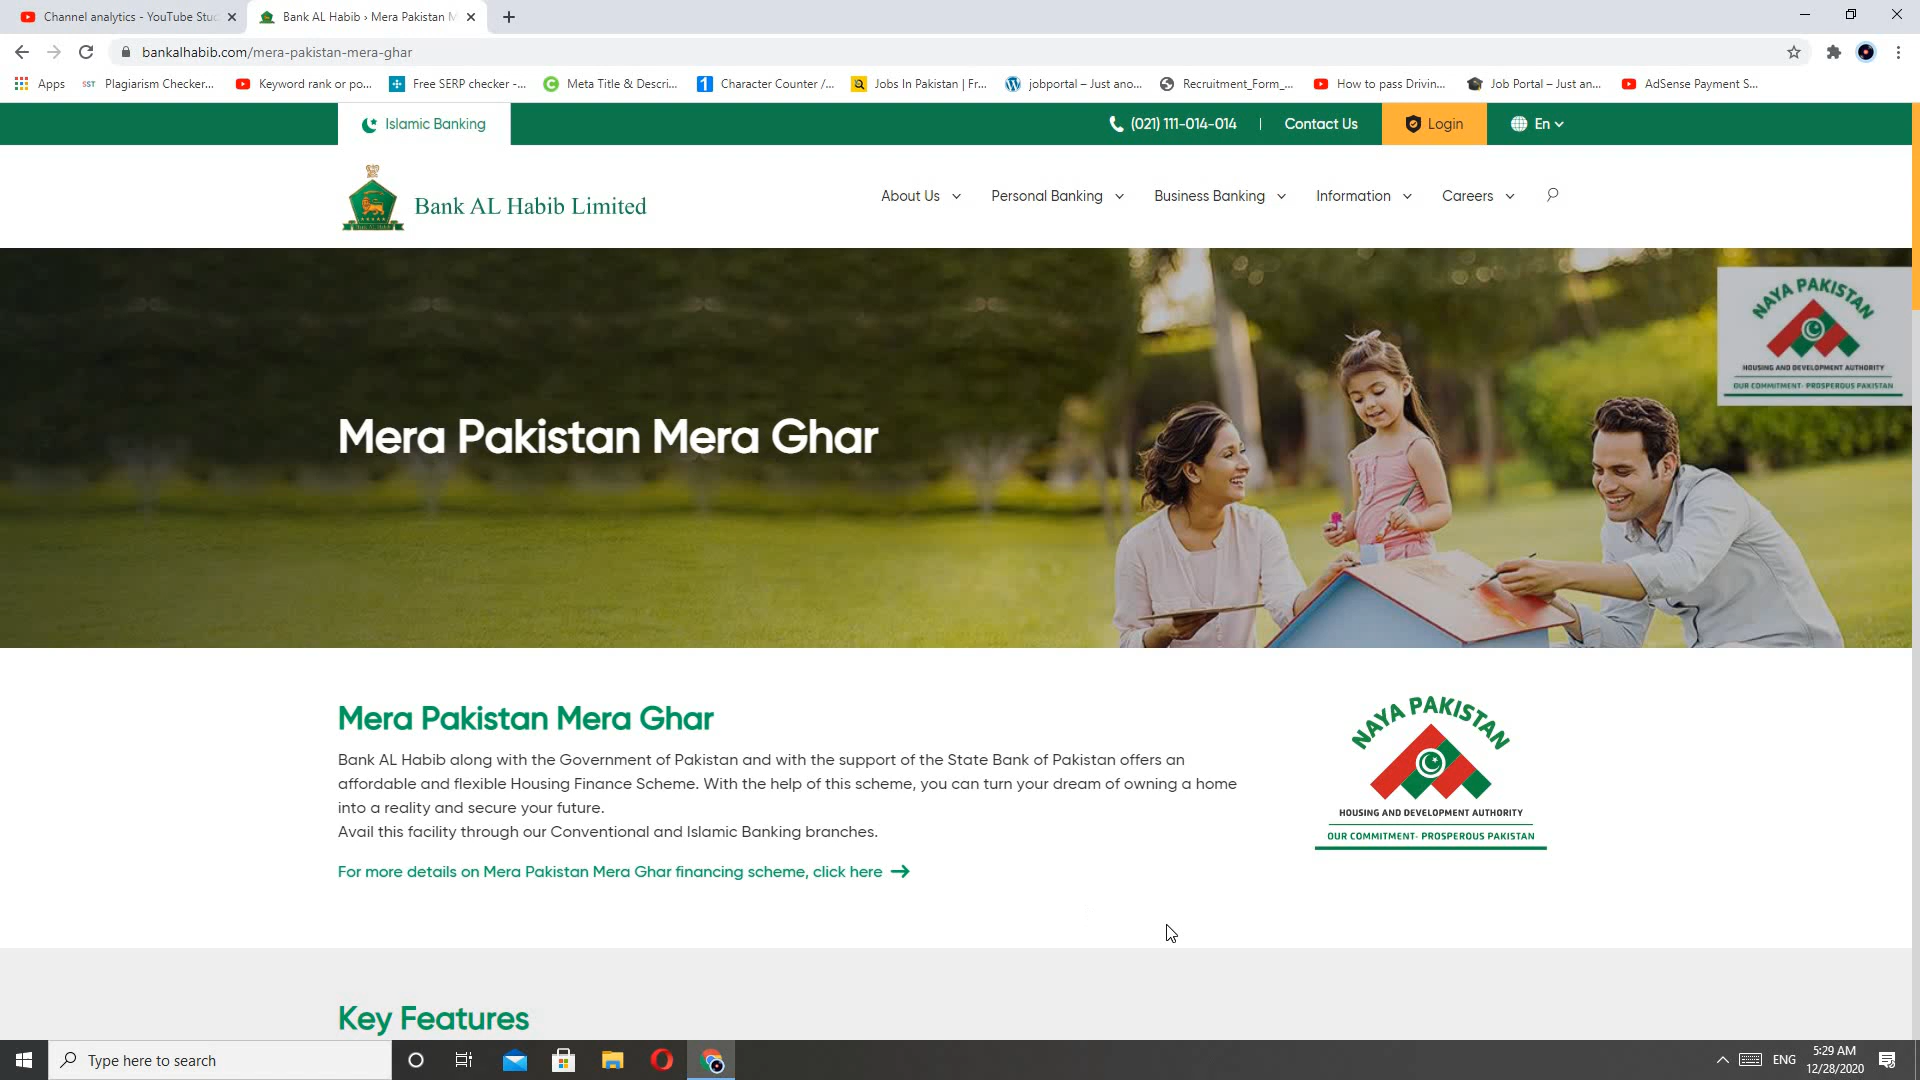 Channel analytics - YouTube Stud
Bank AL Habib › Mera Pakistan M
bankalhabib.com/mera-pakistan-mera-ghar
Apps
SST Plagiarism Checker...
Keyword rank or po...
Free SERP checker -...
Meta Title & Descri...
1 Character Counter /...
Jobs In Pakistan | Fr...
jobportal – Just ano...
Recruitment_Form_...
How to pass Drivin...
Job Portal – Just an...
AdSense Payment S...
Islamic Banking
(021) 111-014-014
Contact Us
Login
En
Bank AL Habib Limited
About Us
Personal Banking
Business Banking
Information
Careers
NAYA PAKISTAN
HOUSING AND DEVELOPMENT AUTHORITY
OUR COMMITMENT- PROSPEROUS PAKISTAN
Mera Pakistan Mera Ghar
Mera Pakistan Mera Ghar
Bank AL Habib along with the Government of Pakistan and with the support of the State Bank of Pakistan offers an
affordable and flexible Housing Finance Scheme. With the help of this scheme, you can turn your dream of owning a home
into a reality and secure your future.
Avail this facility through our Conventional and Islamic Banking branches.
For more details on Mera Pakistan Mera Ghar financing scheme, click here
NAYA PAKISTAN
HOUSING AND DEVELOPMENT AUTHORITY
OUR COMMITMENT- PROSPEROUS PAKISTAN
Key Features
Type here to search
ENG
5:29 AM
12/28/2020